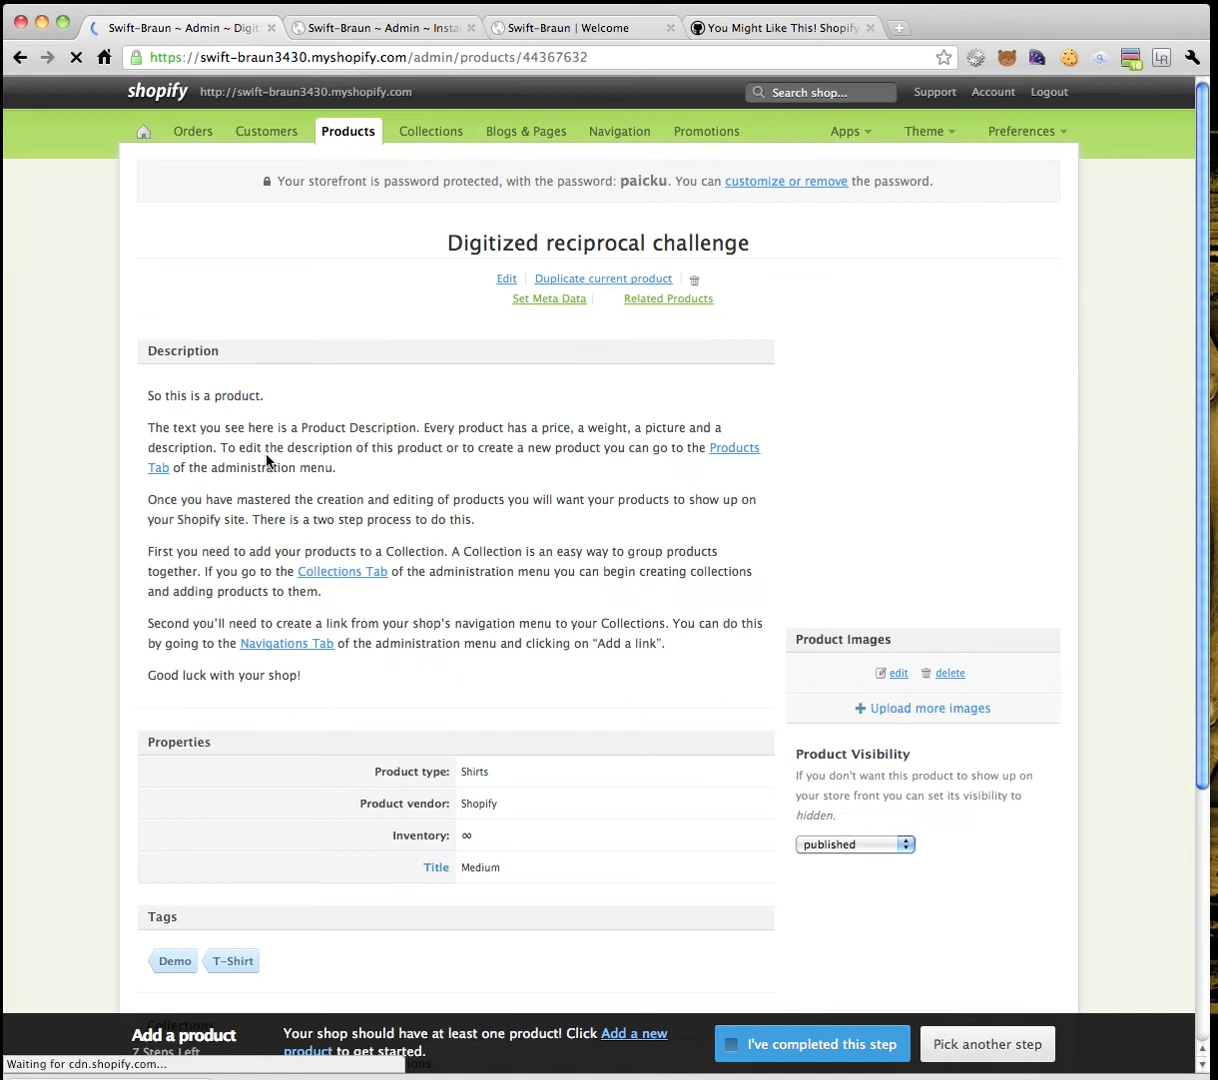 Swift-Braun ~ Admin ~ Digiti
Swift-Braun ~ Admin ~ Instal
Swift-Braun | Welcome
You Might Like This! Shopify
https://swift-braun3430.myshopify.com/admin/products/44367632
16
LR
shopify
http://swift-braun3430.myshopify.com
Search shop...
Support
Account
Logout
Orders
Customers
Products
Collections
Blogs & Pages
Navigation
Promotions
Apps
Theme
Preferences
Your storefront is password protected, with the password: paicku. You can customize or remove the password.
Digitized reciprocal challenge
Edit
Duplicate current product
Set Meta Data
Related Products
Description
So this is a product.
The text you see here is a Product Description. Every product has a price, a weight, a picture and a
description. To edit the description of this product or to create a new product you can go to the Products
Tab of the administration menu.
Once you have mastered the creation and editing of products you will want your products to show up on
your Shopify site. There is a two step process to do this.
First you need to add your products to a Collection. A Collection is an easy way to group products
together. If you go to the Collections Tab of the administration menu you can begin creating collections
and adding products to them.
Second you'll need to create a link from your shop's navigation menu to your Collections. You can do this
by going to the Navigations Tab of the administration menu and clicking on “Add a link”.
Good luck with your shop!
Product Images
edit
delete
+ Upload more images
Product Visibility
If you don't want this product to show up on
your store front you can set its visibility to
hidden.
published
Properties
Product type: Shirts
Product vendor: Shopify
Inventory: ∞
Title Medium
Tags
Demo
T-Shirt
Add a product
7 Steps Left
Your shop should have at least one product! Click Add a new
product to get started.
I've completed this step
Pick another step
Waiting for cdn.shopify.com...